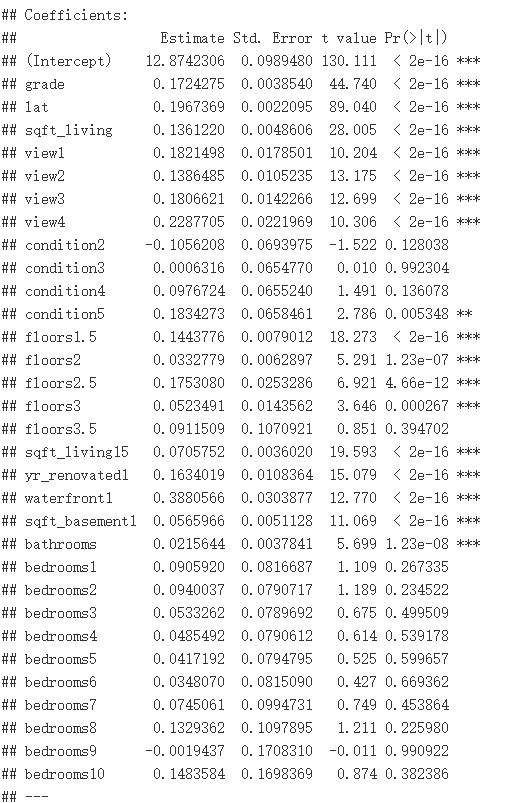 ## Coefficients:
##                 Estimate Std. Error t value Pr(>|t|)
## (Intercept)   12.8742306  0.0989480 130.111  < 2e-16 ***
## grade          0.1724275  0.0038540  44.740  < 2e-16 ***
## lat            0.1967369  0.0022095  89.040  < 2e-16 ***
## sqft_living    0.1361220  0.0048606  28.005  < 2e-16 ***
## view1          0.1821498  0.0178501  10.204  < 2e-16 ***
## view2          0.1386485  0.0105235  13.175  < 2e-16 ***
## view3          0.1806621  0.0142266  12.699  < 2e-16 ***
## view4          0.2287705  0.0221969  10.306  < 2e-16 ***
## condition2    -0.1056208  0.0693975  -1.522 0.128038
## condition3     0.0006316  0.0654770   0.010 0.992304
## condition4     0.0976724  0.0655240   1.491 0.136078
## condition5     0.1834273  0.0658461   2.786 0.005348 **
## floors1.5      0.1443776  0.0079012  18.273  < 2e-16 ***
## floors2        0.0332779  0.0062897   5.291 1.23e-07 ***
## floors2.5      0.1753080  0.0253286   6.921 4.66e-12 ***
## floors3        0.0523491  0.0143562   3.646 0.000267 ***
## floors3.5      0.0911509  0.1070921   0.851 0.394702
## sqft_living15  0.0705752  0.0036020  19.593  < 2e-16 ***
## yr_renovated1  0.1634019  0.0108364  15.079  < 2e-16 ***
## waterfront1    0.3880566  0.0303877  12.770  < 2e-16 ***
## sqft_basement1 0.0565966  0.0051128  11.069  < 2e-16 ***
## bathrooms      0.0215644  0.0037841   5.699 1.23e-08 ***
## bedrooms1      0.0905920  0.0816687   1.109 0.267335
## bedrooms2      0.0940037  0.0790717   1.189 0.234522
## bedrooms3      0.0533262  0.0789692   0.675 0.499509
## bedrooms4      0.0485492  0.0790612   0.614 0.539178
## bedrooms5      0.0417192  0.0794795   0.525 0.599657
## bedrooms6      0.0348070  0.0815090   0.427 0.669362
## bedrooms7      0.0745061  0.0994731   0.749 0.453864
## bedrooms8      0.1329362  0.1097895   1.211 0.225980
## bedrooms9     -0.0019437  0.1708310  -0.011 0.990922
## bedrooms10     0.1483584  0.1698369   0.874 0.382386
## ---